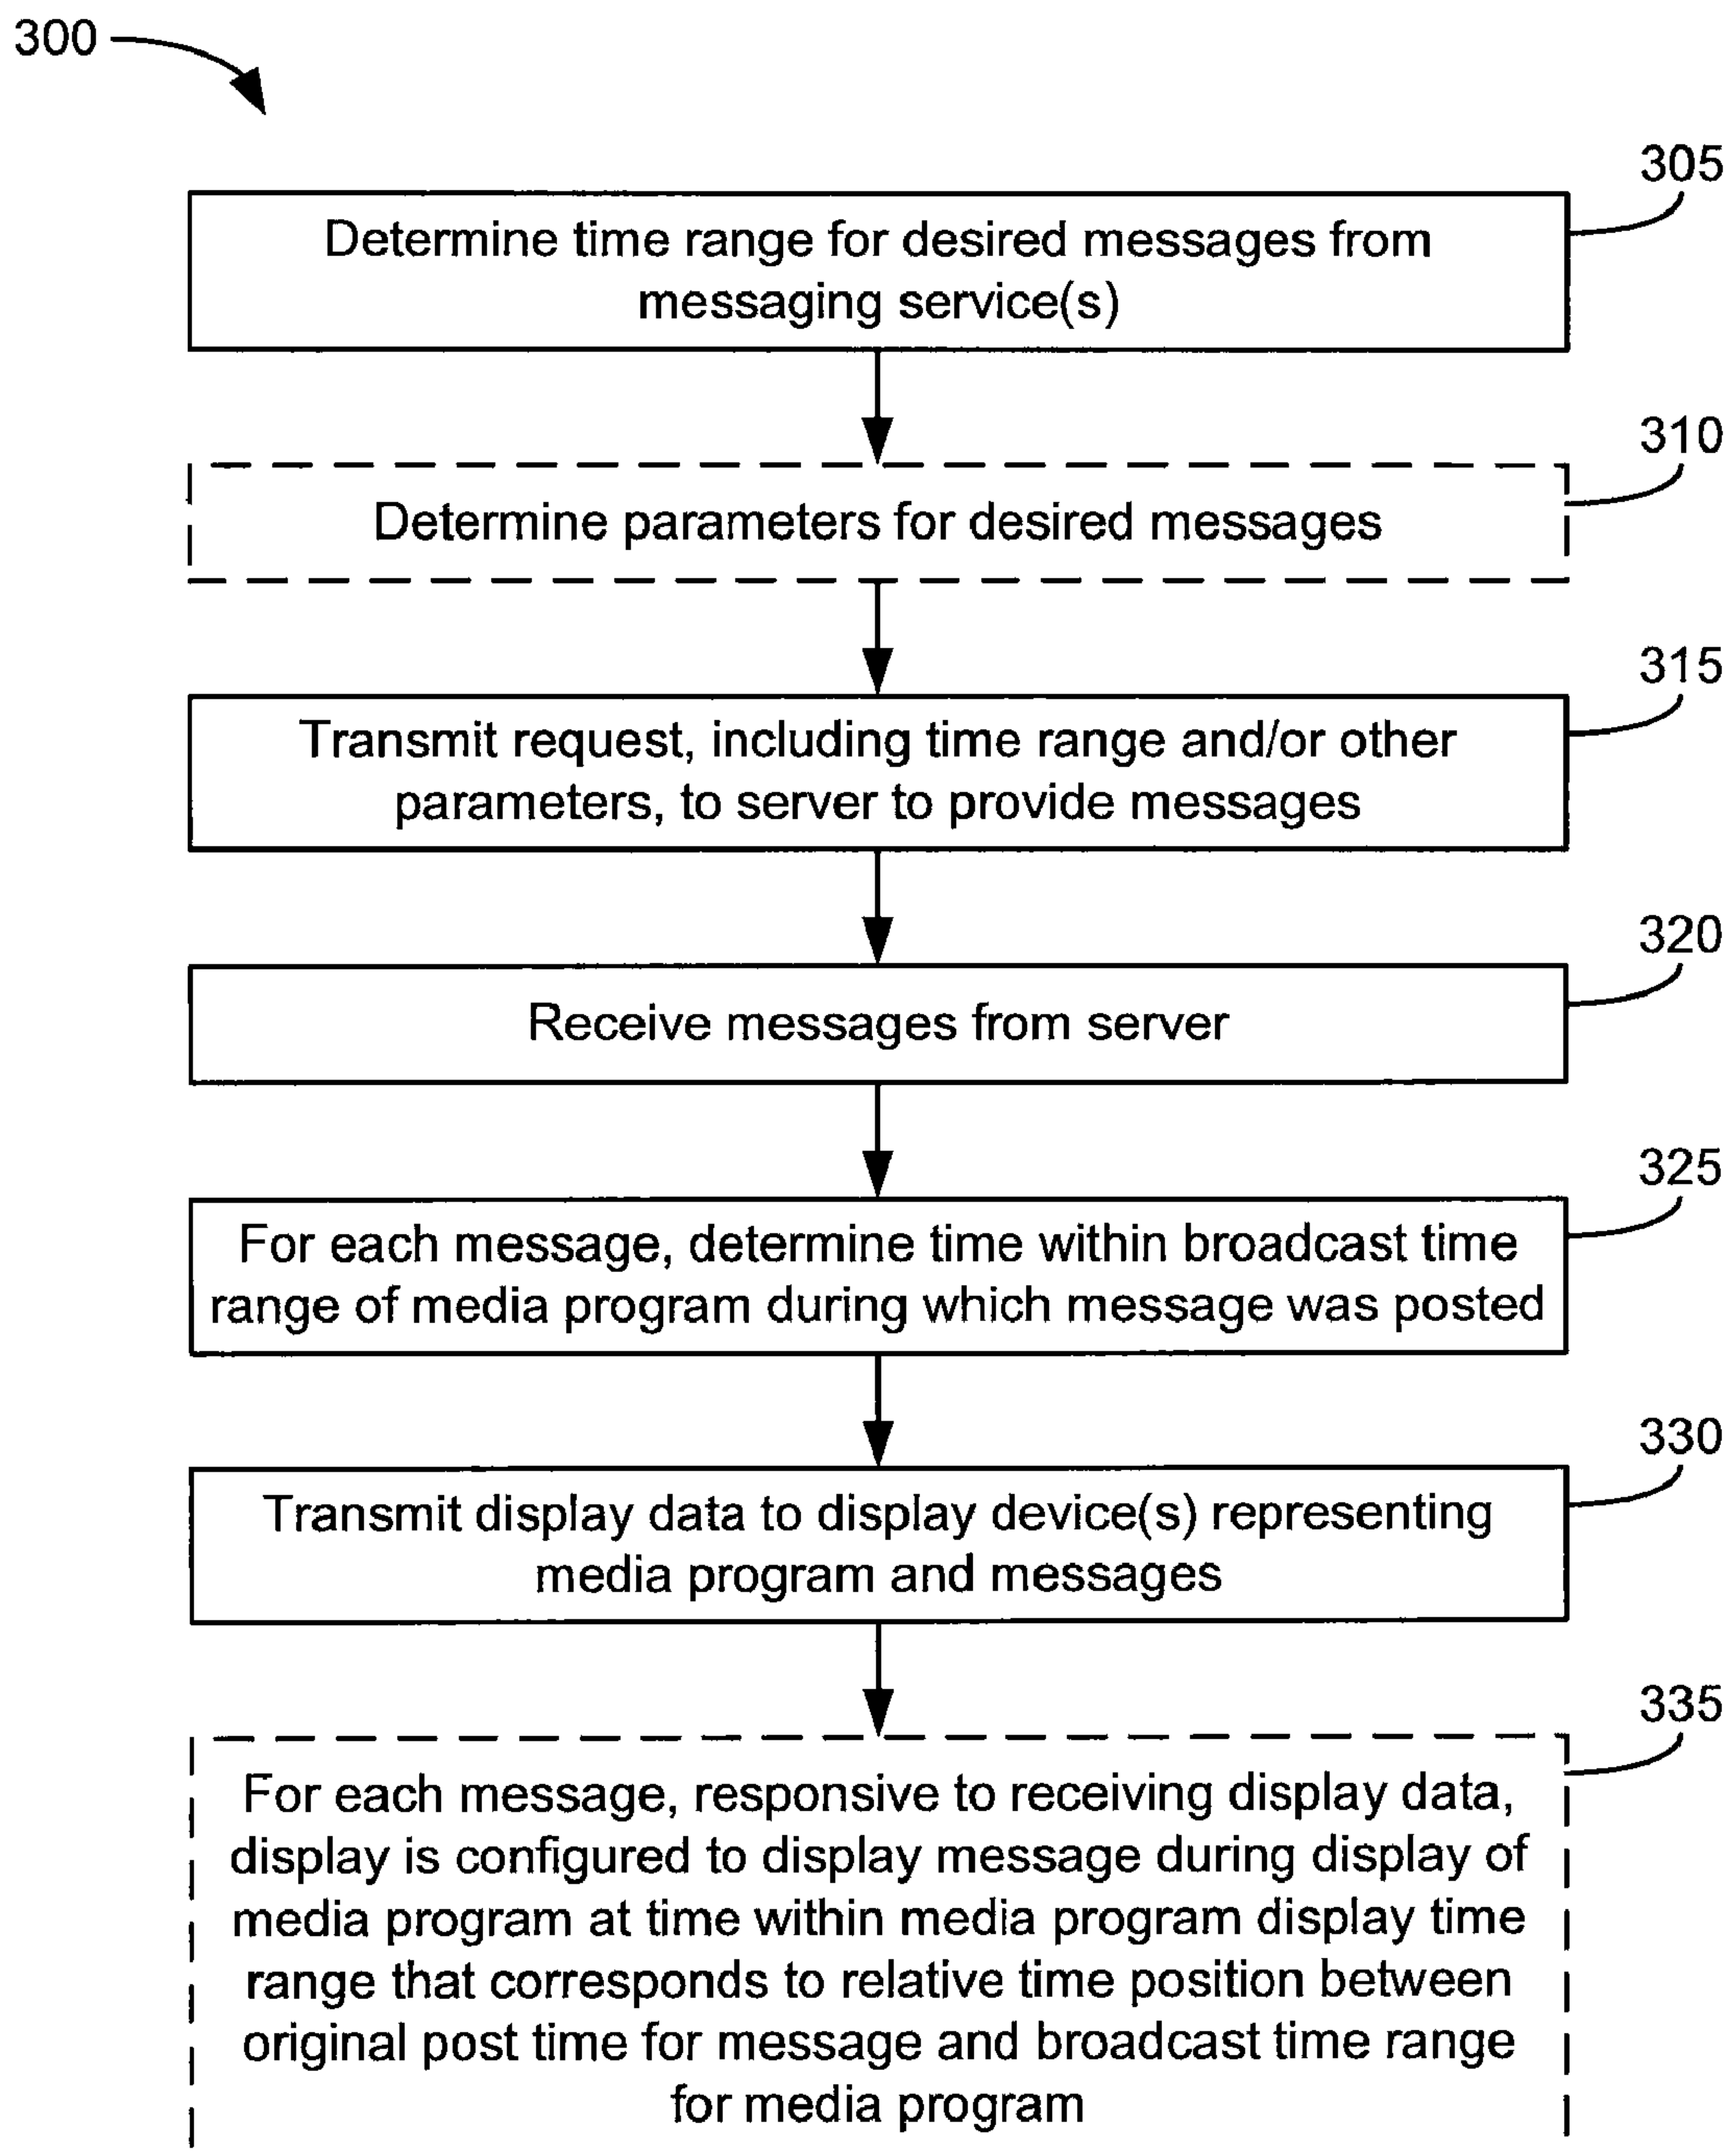 300
305
Determine time range for desired messages from
messaging service(s)
310
Determine parameters for desired messages
315
Transmit request, including time range and/or other
parameters, to server to provide messages
320
Receive messages from server
325
For each message, determine time within broadcast time
range of media program during which message was posted
330
Transmit display data to display device(s) representing
media program and messages
335
For each message, responsive to receiving display data,
display is configured to display message during display of
media program at time within media program display time
range that corresponds to relative time position between
original post time for message and broadcast time range
for media program